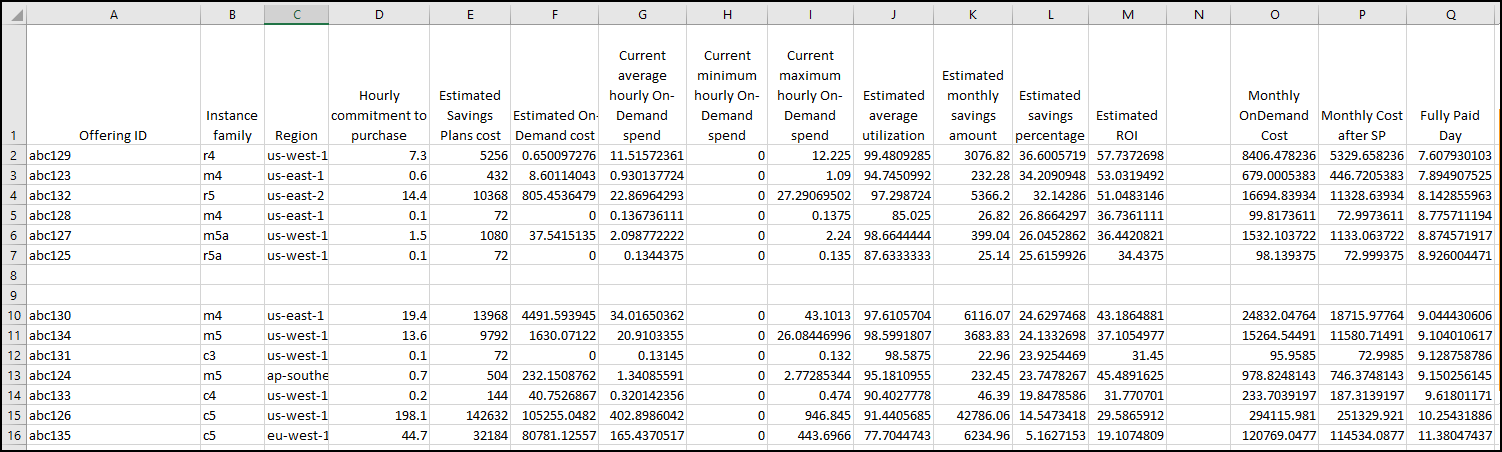 A B C D E F G H I J K L M N O P Q
1 Offering ID Instance family Region Hourly commitment to purchase Estimated Savings Plans cost Estimated On-Demand cost Current average hourly On-Demand spend Current minimum hourly On-Demand spend Current maximum hourly On-Demand spend Estimated average utilization Estimated monthly savings amount Estimated savings percentage Estimated ROI Monthly OnDemand Cost Monthly Cost after SP Fully Paid Day
2 abc129 r4 us-west-1 7.3 5256 0.650097276 11.51572361 0 12.225 99.4809285 3076.82 36.6005719 57.7372698 8406.478236 5329.658236 7.607930103
3 abc123 m4 us-east-1 0.6 432 8.60114043 0.930137724 0 1.09 94.7450992 232.28 34.2090948 53.0319492 679.0005383 446.7205383 7.894907525
4 abc132 r5 us-east-2 14.4 10368 805.4536479 22.86964293 0 27.29069502 97.298724 5366.2 32.14286 51.0483146 16694.83934 11328.63934 8.142855963
5 abc128 m4 us-east-1 0.1 72 0 0.136736111 0 0.1375 85.025 26.82 26.8664297 36.7361111 99.8173611 72.9973611 8.775711194
6 abc127 m5a us-west-1 1.5 1080 37.5415135 2.098772222 0 2.24 98.6644444 399.04 26.0452862 36.4420821 1532.103722 1133.063722 8.874571917
7 abc125 r5a us-west-1 0.1 72 0 0.1344375 0 0.135 87.6333333 25.14 25.6159926 34.4375 98.139375 72.999375 8.926004471
8
9
10 abc130 m4 us-east-1 19.4 13968 4491.593945 34.01650362 0 43.1013 97.6105704 6116.07 24.6297468 43.1864881 24832.04764 18715.97764 9.044430606
11 abc134 m5 us-west-1 13.6 9792 1630.07122 20.9103355 0 26.08446996 98.5991807 3683.83 24.1332698 37.1054977 15264.54491 11580.71491 9.104010617
12 abc131 c3 us-west-1 0.1 72 0 0.13145 0 0.132 98.5875 22.96 23.9254469 31.45 95.9585 72.9985 9.128758786
13 abc124 m5 ap-southe 0.7 504 232.1508762 1.34085591 0 2.77285344 95.1810955 232.45 23.7478267 45.4891625 978.8248143 746.3748143 9.150256145
14 abc133 c4 us-west-1 0.2 144 40.7526867 0.320142356 0 0.474 90.4027778 46.39 19.8478586 31.770701 233.7039197 187.3139197 9.61801171
15 abc126 c5 us-west-1 198.1 142632 105255.0482 402.8986042 0 946.845 91.4405685 42786.06 14.5473418 29.5865912 294115.981 251329.921 10.25431886
16 abc135 c5 eu-west-1 44.7 32184 80781.12557 165.4370517 0 443.6966 77.7044743 6234.96 5.1627153 19.1074809 120769.0477 114534.0877 11.38047437